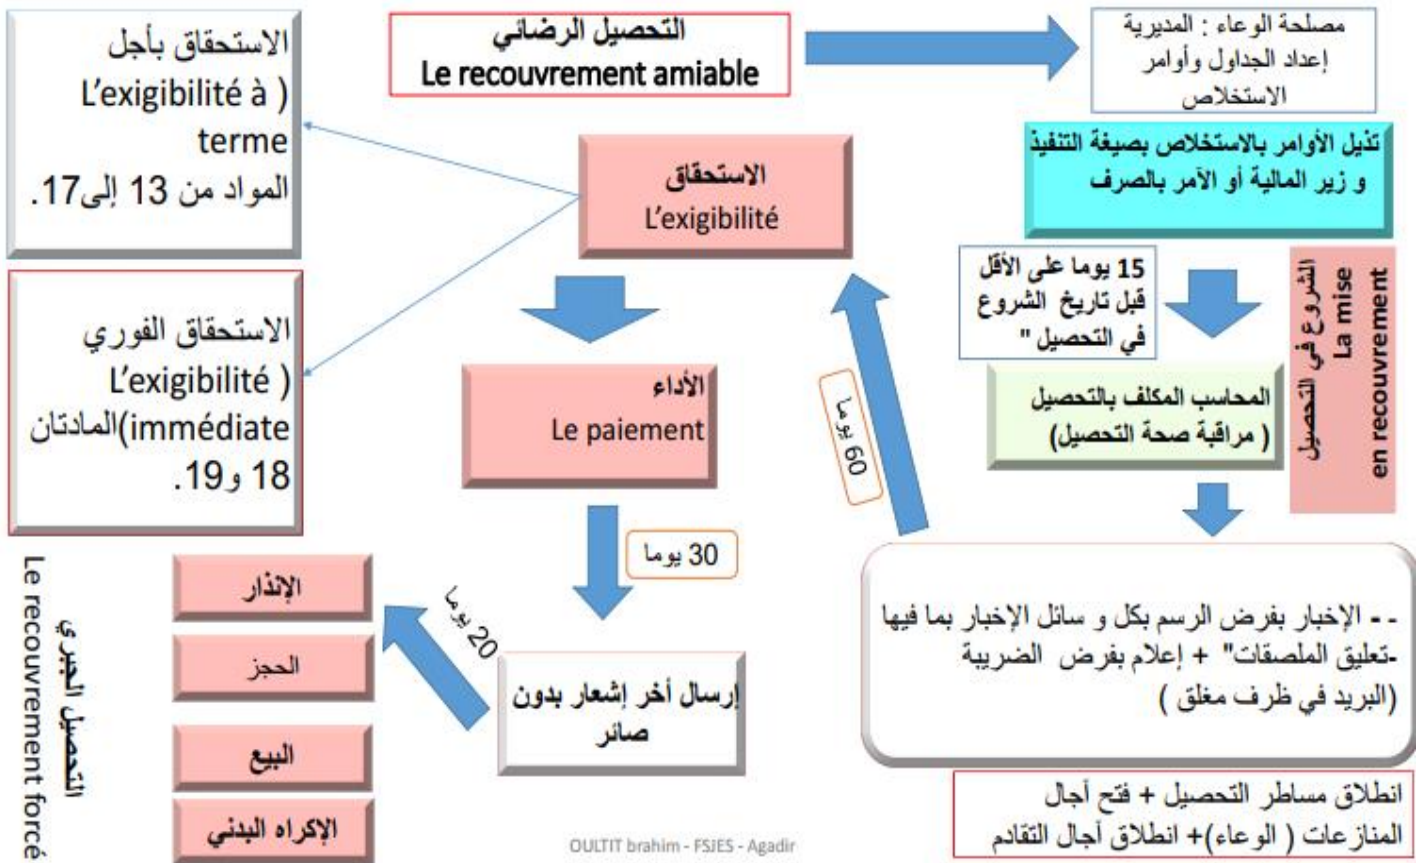 التحصيل الرضائي
Le recouvrement amiable
مصلحة الوعاء : المديرية
إعداد الجداول وأوامر
الاستخلاص
تذيل الأوامر بالاستخلاص بصيغة التنفيذ
و زير المالية أو الآمر بالصرف
15 يوما على الأقل
قبل تاريخ الشروع
في التحصيل "
الشروع في التحصيل
La mise
en recouvrement
المحاسب المكلف بالتحصيل
( مراقبة صحة التحصيل)
- - الإخبار بفرض الرسم بكل و سائل الإخبار بما فيها
-تعليق الملصقات" + إعلام بفرض الضريبة
(البريد في ظرف مغلق )
انطلاق مساطر التحصيل + فتح أجال
المنازعات ( الوعاء)+ انطلاق أجال التقادم
60 يوما
الاستحقاق
L'exigibilité
الاستحقاق بأجل
L'exigibilité à )
terme
المواد من 13 إلى17.
الاستحقاق الفوري
L'exigibilité )
immédiate)المادتان
18 و19.
الأداء
Le paiement
30 يوما
إرسال أخر إشعار بدون
صائر
20 يوما
التحصيل الجبري
Le recouvrement forcé
الإنذار
الحجز
البيع
الإكراه البدني
OULTIT brahim - FSJES - Agadir